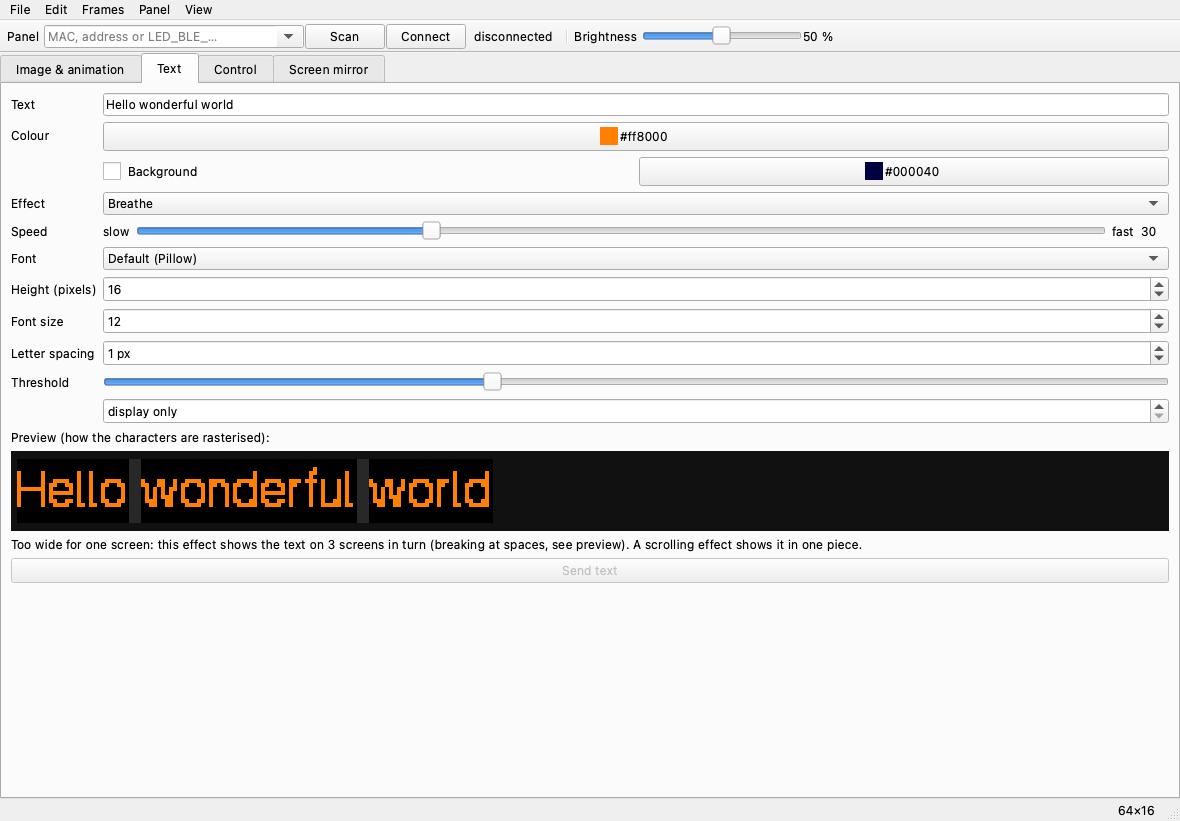 File Edit Frames Panel View
Panel MAC, address or LED_BLE_... Scan Connect disconnected Brightness 50 %
Image & animation Text Control Screen mirror
Text Hello wonderful world
Colour #ff8000
Background #000040
Effect Breathe
Speed slow fast 30
Font Default (Pillow)
Height (pixels) 16
Font size 12
Letter spacing 1 px
Threshold
display only
Preview (how the characters are rasterised):
Hello wonderful world
Too wide for one screen: this effect shows the text on 3 screens in turn (breaking at spaces, see preview). A scrolling effect shows it in one piece.
Send text
64×16